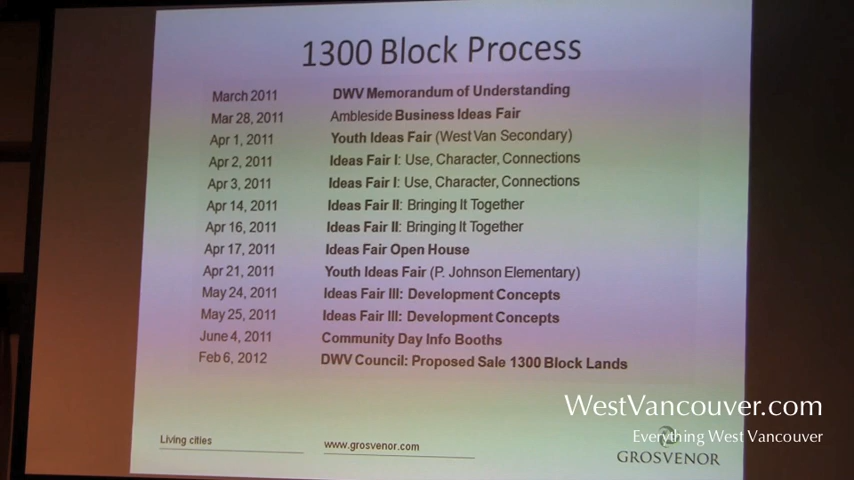 1300 Block Process
March 2011 DWV Memorandum of Understanding
Mar 28, 2011 Ambleside Business Ideas Fair
Apr 1, 2011 Youth Ideas Fair (West Van Secondary)
Apr 2, 2011 Ideas Fair I: Use, Character, Connections
Apr 3, 2011 Ideas Fair I: Use, Character, Connections
Apr 14, 2011 Ideas Fair II: Bringing It Together
Apr 16, 2011 Ideas Fair II: Bringing It Together
Apr 17, 2011 Ideas Fair Open House
Apr 21, 2011 Youth Ideas Fair (P. Johnson Elementary)
May 24, 2011 Ideas Fair III: Development Concepts
May 25, 2011 Ideas Fair III: Development Concepts
June 4, 2011 Community Day Info Booths
Feb 6, 2012 DWV Council: Proposed Sale 1300 Block Lands
WestVancouver.com
Everything West Vancouver
Living cities www.grosvenor.com
GROSVENOR